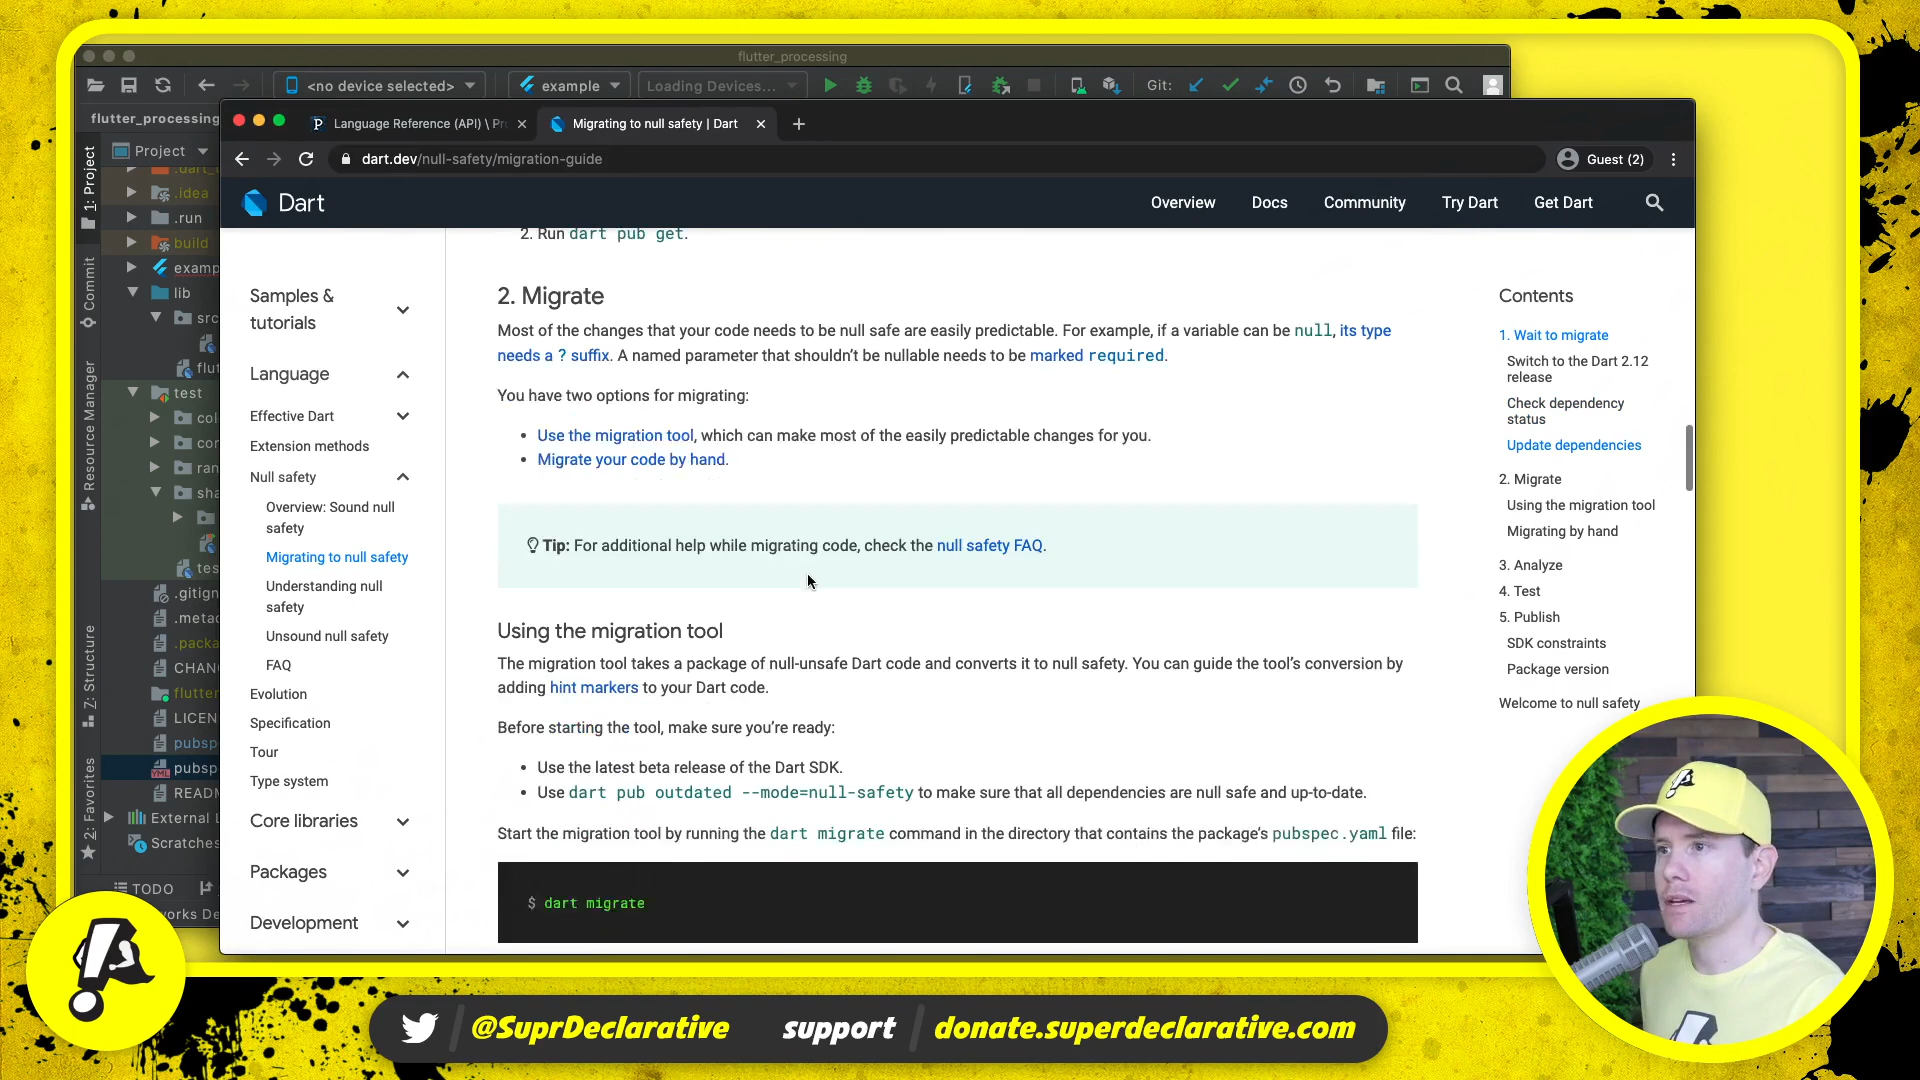 flutter_processing
<no device selected>
example
Loading Devices...
Git:
flutter_processing
Language Reference (API) \ Pr
Migrating to null safety | Dart
1: Project
Project
dart.dev/null-safety/migration-guide
Guest (2)
Dart
Overview
Docs
Community
Try Dart
Get Dart
.idea
.run
build
examp
lib
src
flu
test
col
cor
ran
sha
tes
.gitign
.metad
.packa
CHAN
flutter
LICEN
pubsp
pubsp
READM
External L
Scratches
Commit
Resource Manager
7: Structure
2: Favorites
TODO
orks De
Samples &
tutorials
Language
Effective Dart
Extension methods
Null safety
Overview: Sound null
safety
Migrating to null safety
Understanding null
safety
Unsound null safety
FAQ
Evolution
Specification
Tour
Type system
Core libraries
Packages
Development
2. Run dart pub get.
2. Migrate
Most of the changes that your code needs to be null safe are easily predictable. For example, if a variable can be null, its type
needs a ? suffix. A named parameter that shouldn’t be nullable needs to be marked required.
You have two options for migrating:
• Use the migration tool, which can make most of the easily predictable changes for you.
• Migrate your code by hand.
Tip: For additional help while migrating code, check the null safety FAQ.
Using the migration tool
The migration tool takes a package of null-unsafe Dart code and converts it to null safety. You can guide the tool’s conversion by
adding hint markers to your Dart code.
Before starting the tool, make sure you’re ready:
• Use the latest beta release of the Dart SDK.
• Use dart pub outdated --mode=null-safety to make sure that all dependencies are null safe and up-to-date.
Start the migration tool by running the dart migrate command in the directory that contains the package’s pubspec.yaml file:
$ dart migrate
Contents
1. Wait to migrate
Switch to the Dart 2.12
release
Check dependency
status
Update dependencies
2. Migrate
Using the migration tool
Migrating by hand
3. Analyze
4. Test
5. Publish
SDK constraints
Package version
Welcome to null safety
@SuprDeclarative
support
donate.superdeclarative.com